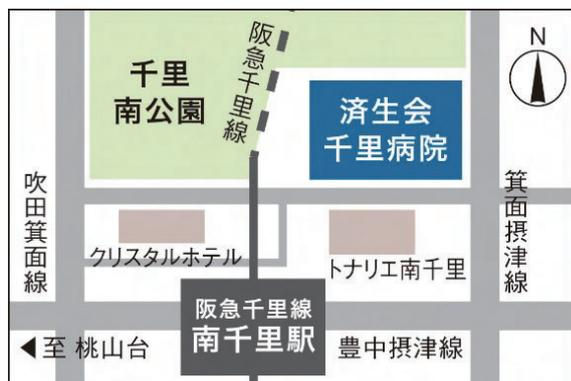 千里
南公園
阪急千里線
済生会
千里病院
N
吹田箕面線
箕面摂津線
クリスタルホテル
トナリエ南千里
阪急千里線
南千里駅
◀至 桃山台
豊中摂津線